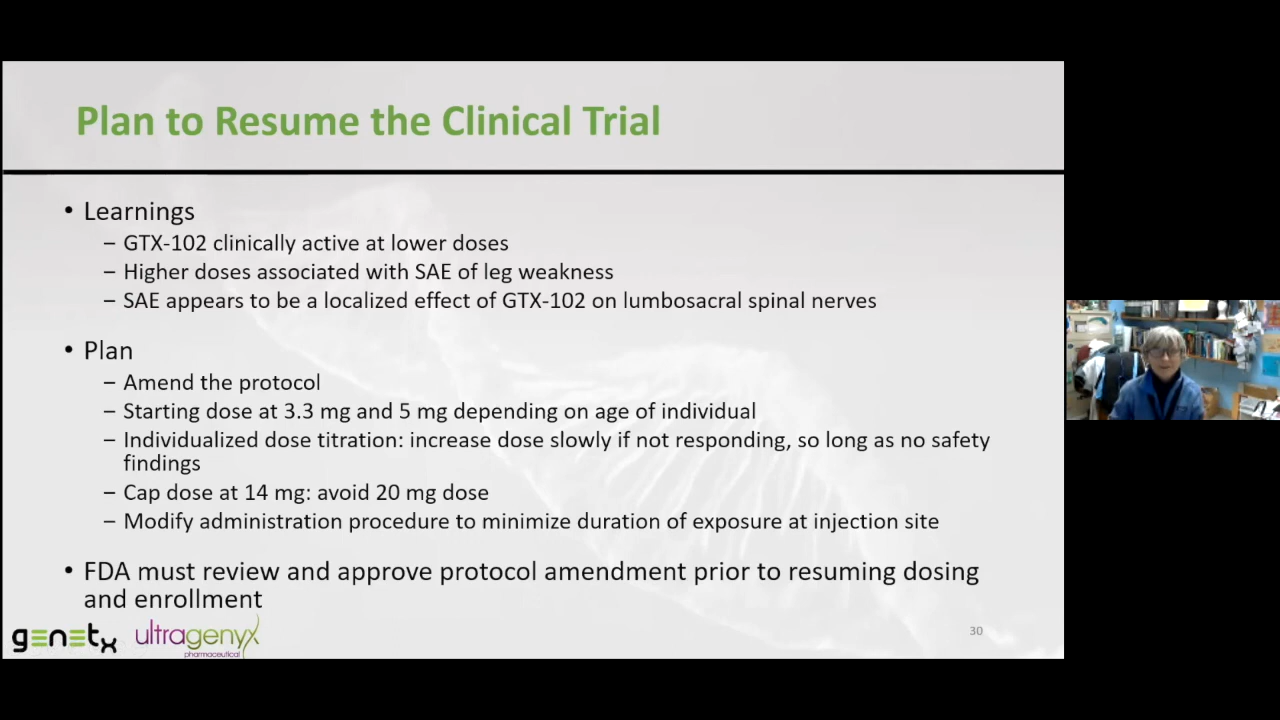 Plan to Resume the Clinical Trial
• Learnings
– GTX-102 clinically active at lower doses
– Higher doses associated with SAE of leg weakness
– SAE appears to be a localized effect of GTX-102 on lumbosacral spinal nerves
• Plan
– Amend the protocol
– Starting dose at 3.3 mg and 5 mg depending on age of individual
– Individualized dose titration: increase dose slowly if not responding, so long as no safety
findings
– Cap dose at 14 mg: avoid 20 mg dose
– Modify administration procedure to minimize duration of exposure at injection site
• FDA must review and approve protocol amendment prior to resuming dosing
and enrollment
genetx ultragenyx
pharmaceutical
30